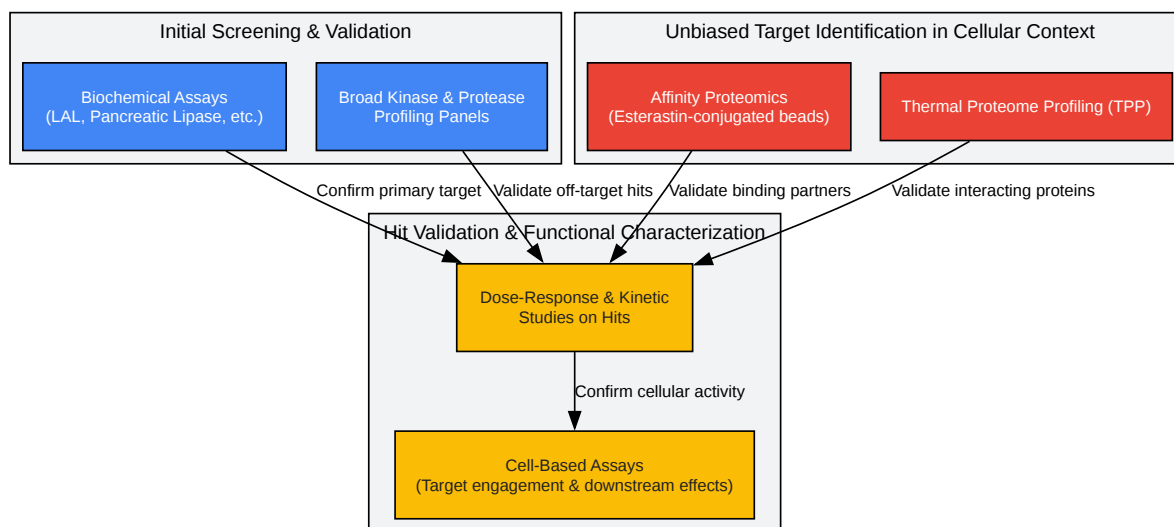 Initial Screening & Validation
Unbiased Target Identification in Cellular Context
Biochemical Assays
(LAL, Pancreatic Lipase, etc.)
Broad Kinase & Protease
Profiling Panels
Affinity Proteomics
(Esterastin-conjugated beads)
Thermal Proteome Profiling (TPP)
Confirm primary target
Validate off-target hits
Validate binding partners
Validate interacting proteins
Hit Validation & Functional Characterization
Dose-Response & Kinetic
Studies on Hits
Confirm cellular activity
Cell-Based Assays
(Target engagement & downstream effects)